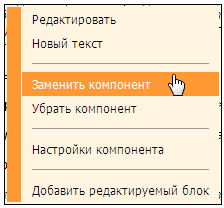 Редактировать
Новый текст
Заменить компонент
Убрать компонент
Настройки компонента
Добавить редактируемый блок